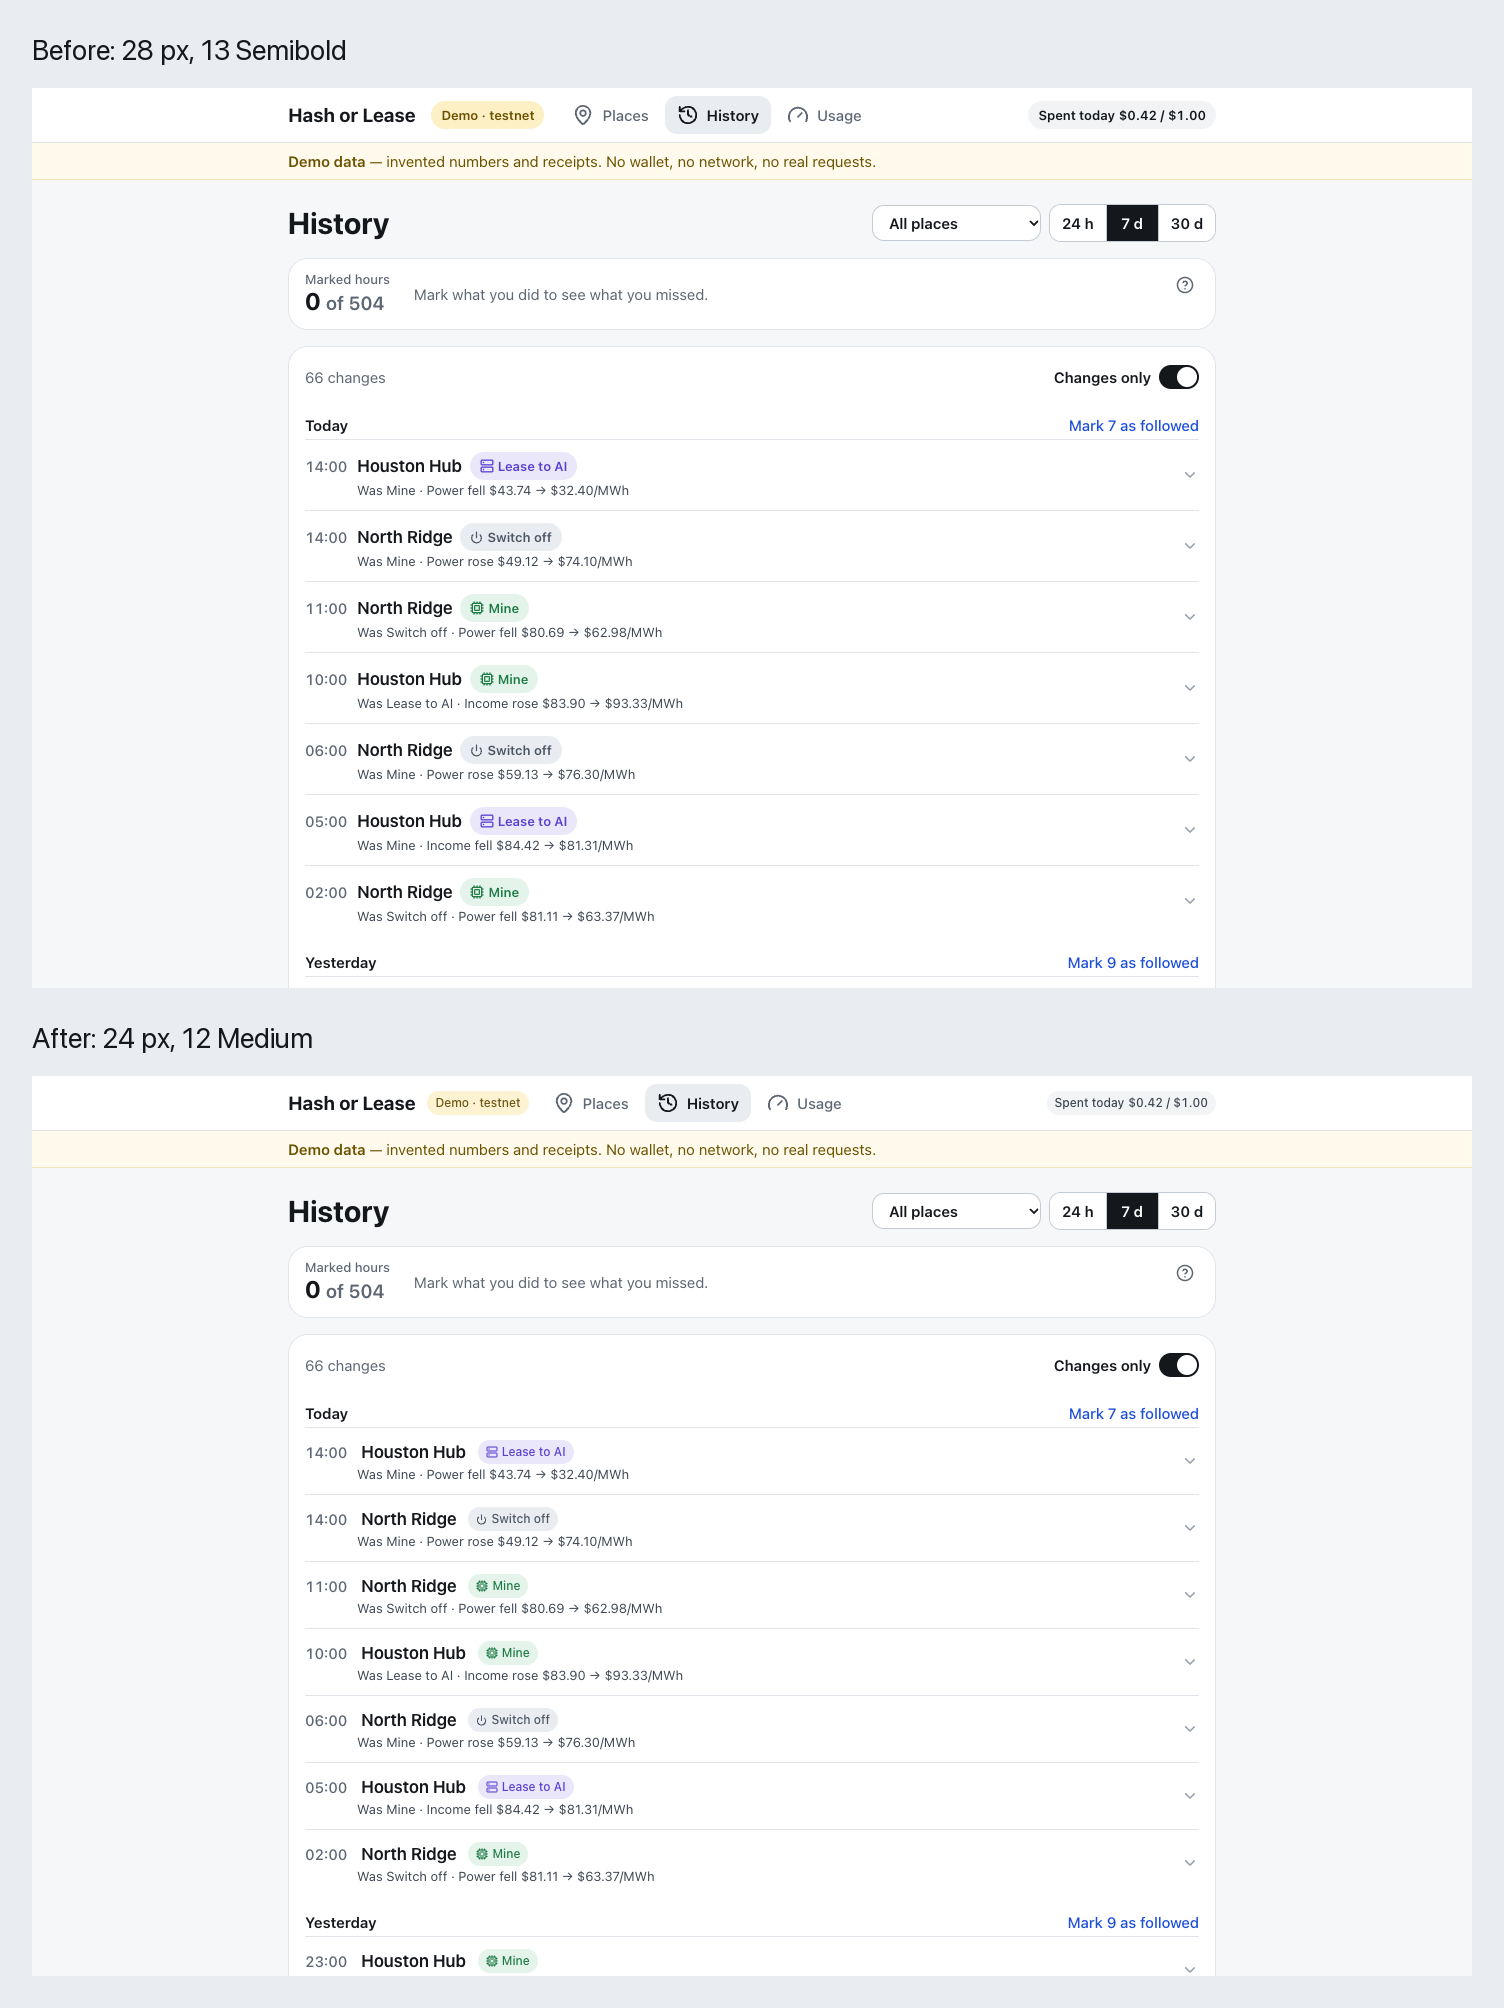 Before: 28 px, 13 Semibold
Hash or Lease Demo · testnet Places History Usage Spent today $0.42 / $1.00
Demo data — invented numbers and receipts. No wallet, no network, no real requests.
History All places 24 h 7 d 30 d
Marked hours
0 of 504 Mark what you did to see what you missed.
66 changes Changes only
Today Mark 7 as followed
14:00 Houston Hub Lease to AI
Was Mine · Power fell $43.74 → $32.40/MWh
14:00 North Ridge Switch off
Was Mine · Power rose $49.12 → $74.10/MWh
11:00 North Ridge Mine
Was Switch off · Power fell $80.69 → $62.98/MWh
10:00 Houston Hub Mine
Was Lease to AI · Income rose $83.90 → $93.33/MWh
06:00 North Ridge Switch off
Was Mine · Power rose $59.13 → $76.30/MWh
05:00 Houston Hub Lease to AI
Was Mine · Income fell $84.42 → $81.31/MWh
02:00 North Ridge Mine
Was Switch off · Power fell $81.11 → $63.37/MWh
Yesterday Mark 9 as followed
After: 24 px, 12 Medium
Hash or Lease Demo · testnet Places History Usage Spent today $0.42 / $1.00
Demo data — invented numbers and receipts. No wallet, no network, no real requests.
History All places 24 h 7 d 30 d
Marked hours
0 of 504 Mark what you did to see what you missed.
66 changes Changes only
Today Mark 7 as followed
14:00 Houston Hub Lease to AI
Was Mine · Power fell $43.74 → $32.40/MWh
14:00 North Ridge Switch off
Was Mine · Power rose $49.12 → $74.10/MWh
11:00 North Ridge Mine
Was Switch off · Power fell $80.69 → $62.98/MWh
10:00 Houston Hub Mine
Was Lease to AI · Income rose $83.90 → $93.33/MWh
06:00 North Ridge Switch off
Was Mine · Power rose $59.13 → $76.30/MWh
05:00 Houston Hub Lease to AI
Was Mine · Income fell $84.42 → $81.31/MWh
02:00 North Ridge Mine
Was Switch off · Power fell $81.11 → $63.37/MWh
Yesterday Mark 9 as followed
23:00 Houston Hub Mine